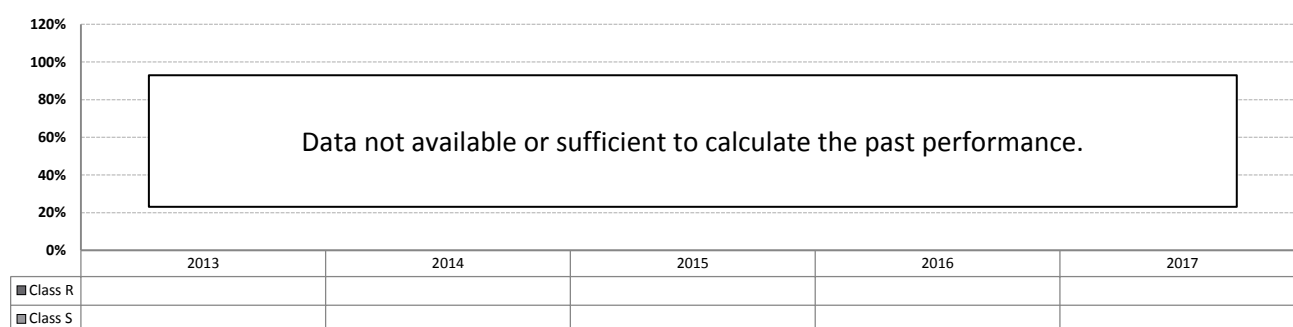 120%
100%
80%
60%
40%
20%
0%
Data not available or sufficient to calculate the past performance.
2013 2014 2015 2016 2017
Class R
Class S